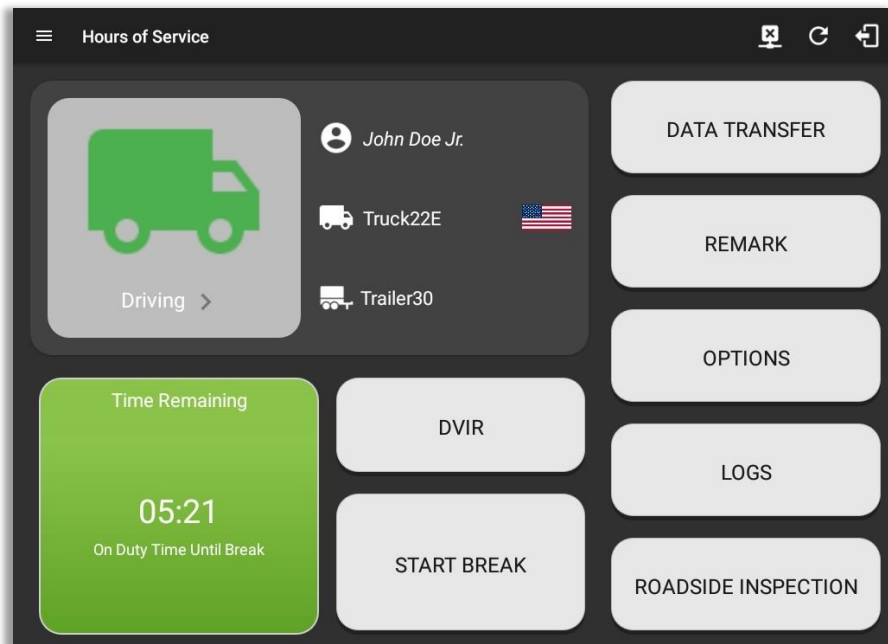 Hours of Service
John Doe Jr.
Truck22E
Trailer30
Driving
DATA TRANSFER
REMARK
OPTIONS
LOGS
ROADSIDE INSPECTION
Time Remaining
05:21
On Duty Time Until Break
DVIR
START BREAK